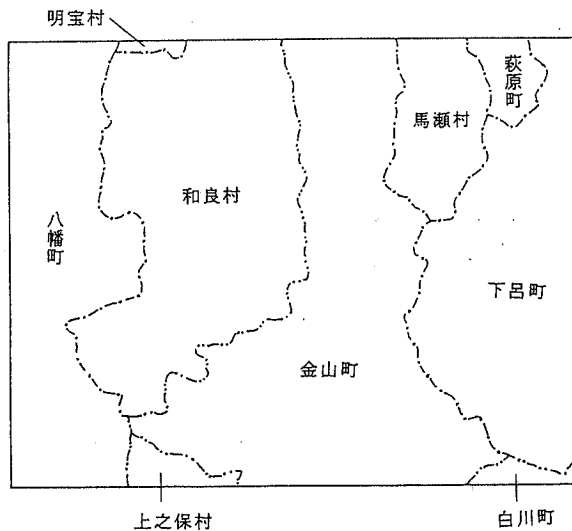 明宝村
萩原町
馬瀬村
和良村
八幡町
下呂町
金山町
上之保村
白川町